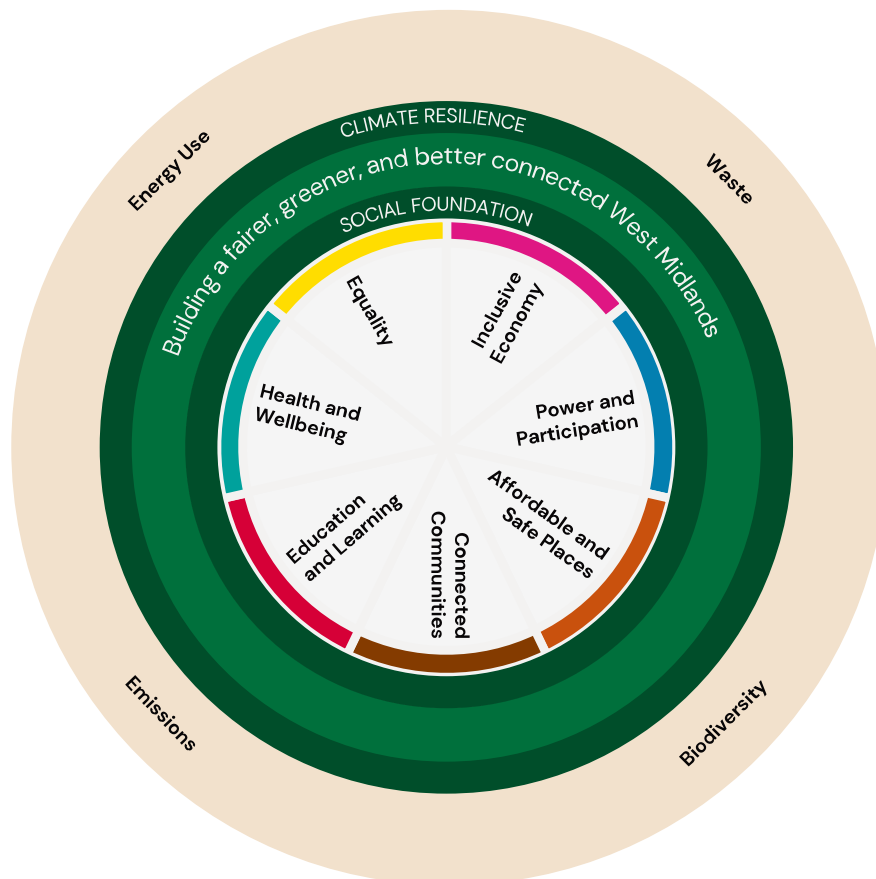 CLIMATE RESILIENCE
Building a fairer, greener, and better connected West Midlands
SOCIAL FOUNDATION
Energy Use
Waste
Biodiversity
Emissions
Equality
Inclusive
Economy
Power and
Participation
Affordable and
Safe Places
Connected
Communities
Education
and Learning
Health and
Wellbeing